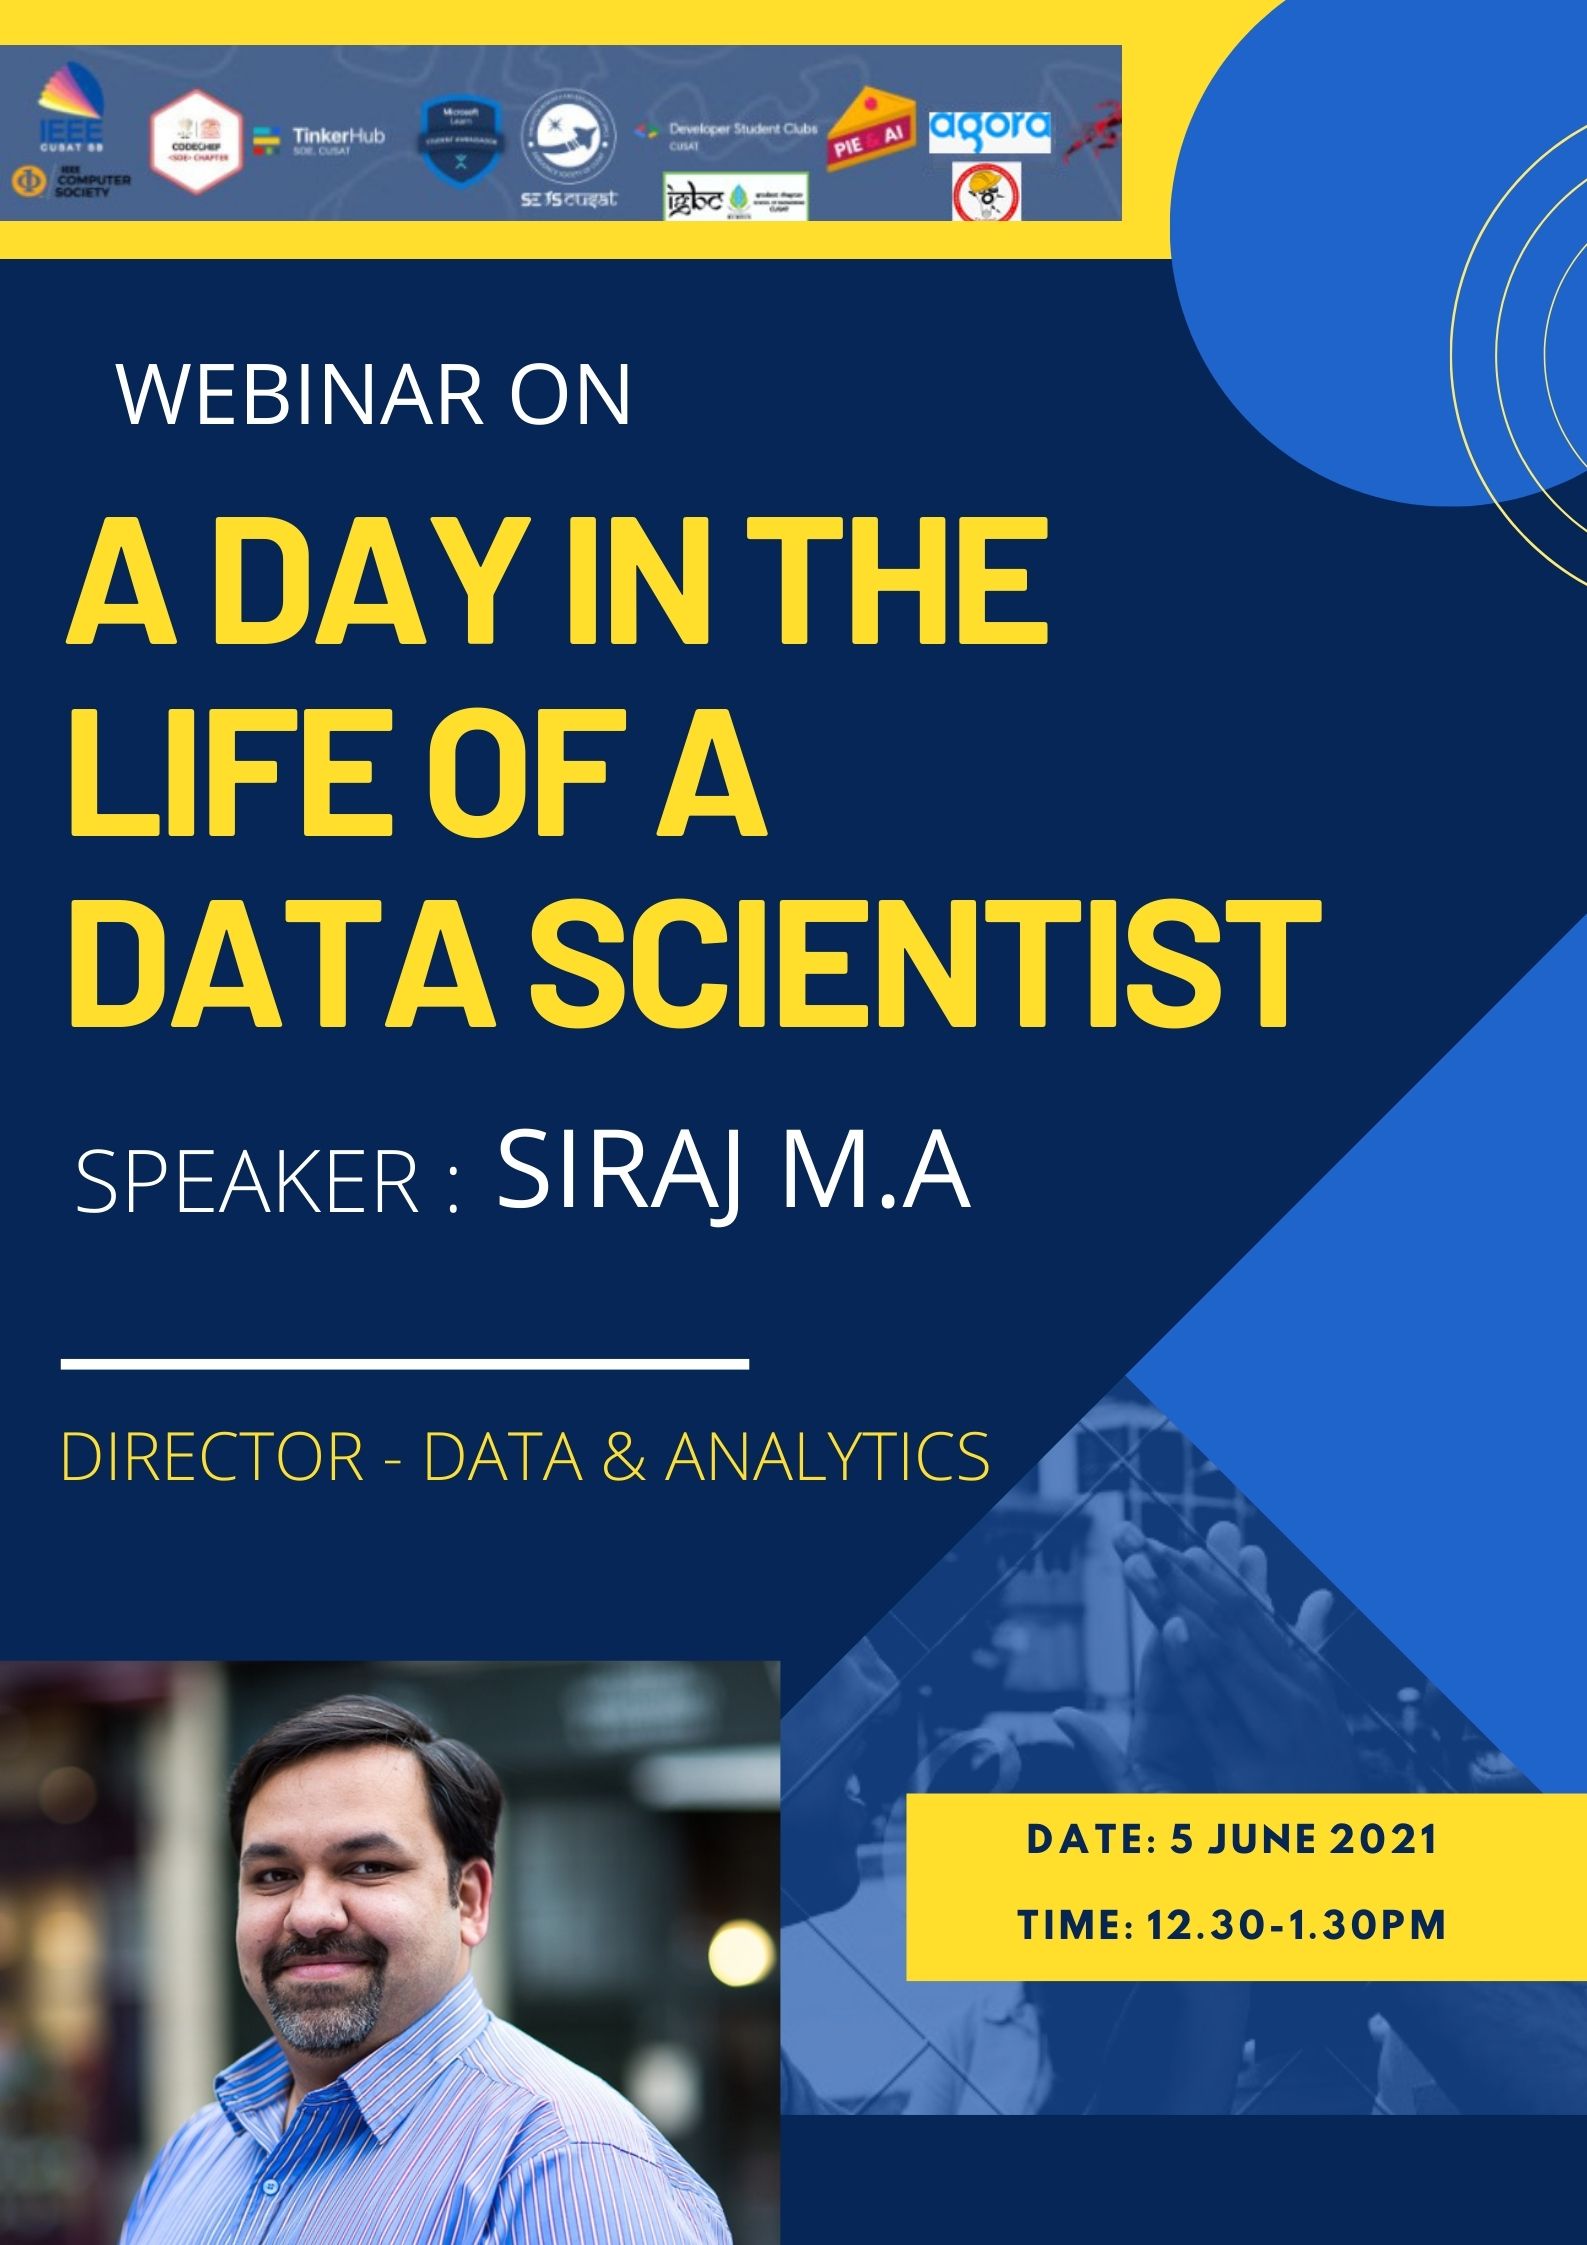 IEEE
CUSAT SB
IEEE
COMPUTER
SOCIETY
CODECHEF
<SOE> CHAPTER
TinkerHub
SOE, CUSAT
Microsoft
Learn
STUDENT AMBASSADOR
SEDS cusat
Developer Student Clubs
CUSAT
igbc
PIE & AI
agora
WEBINAR ON
A DAY IN THE
LIFE OF A
DATA SCIENTIST
SPEAKER : SIRAJ M.A
DIRECTOR - DATA & ANALYTICS
DATE: 5 JUNE 2021
TIME: 12.30-1.30PM